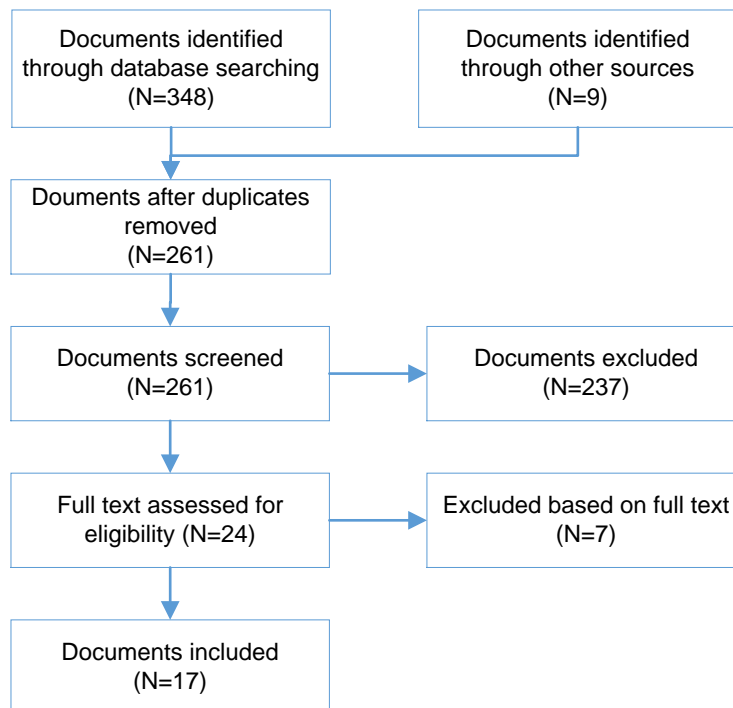 Documents identified
through database searching
(N=348)
Documents identified
through other sources
(N=9)
Douments after duplicates
removed
(N=261)
Documents screened
(N=261)
Documents excluded
(N=237)
Full text assessed for
eligibility (N=24)
Excluded based on full text
(N=7)
Documents included
(N=17)